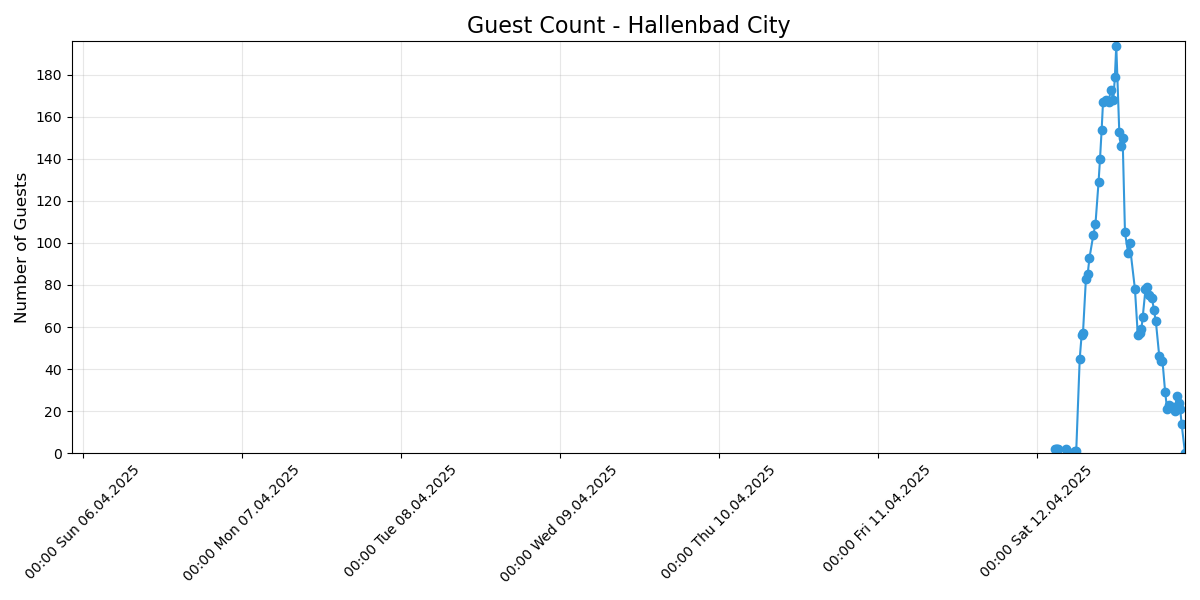 Guest Count - Hallenbad City
Number of Guests
180
160
140
120
100
80
60
40
20
0
00:00 Sun 06.04.2025
00:00 Mon 07.04.2025
00:00 Tue 08.04.2025
00:00 Wed 09.04.2025
00:00 Thu 10.04.2025
00:00 Fri 11.04.2025
00:00 Sat 12.04.2025